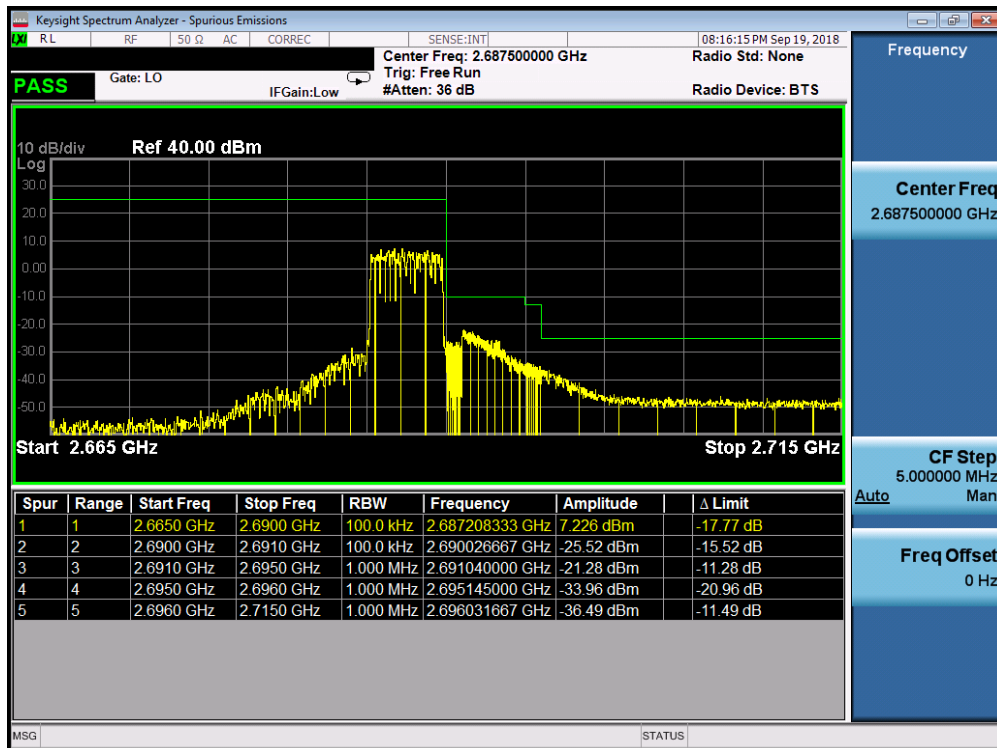 Keysight Spectrum Analyzer - Spurious Emissions
LXI RL RF 50 Ω AC CORREC SENSE:INT 08:16:15 PM Sep 19, 2018
Center Freq: 2.687500000 GHz Radio Std: None
Trig: Free Run
PASS Gate: LO IFGain:Low #Atten: 36 dB Radio Device: BTS
Frequency
10 dB/div Ref 40.00 dBm
Log
30.0
20.0
10.0
0.00
-10.0
-20.0
-30.0
-40.0
-50.0
Start 2.665 GHz Stop 2.715 GHz
Spur Range Start Freq Stop Freq RBW Frequency Amplitude Δ Limit
1 1 2.6650 GHz 2.6900 GHz 100.0 kHz 2.687208333 GHz 7.226 dBm -17.77 dB
2 2 2.6900 GHz 2.6910 GHz 100.0 kHz 2.690026667 GHz -25.52 dBm -15.52 dB
3 3 2.6910 GHz 2.6950 GHz 1.000 MHz 2.691040000 GHz -21.28 dBm -11.28 dB
4 4 2.6950 GHz 2.6960 GHz 1.000 MHz 2.695145000 GHz -33.96 dBm -20.96 dB
5 5 2.6960 GHz 2.7150 GHz 1.000 MHz 2.696031667 GHz -36.49 dBm -11.49 dB
Center Freq
2.687500000 GHz
CF Step
5.000000 MHz
Auto Man
Freq Offset
0 Hz
MSG STATUS